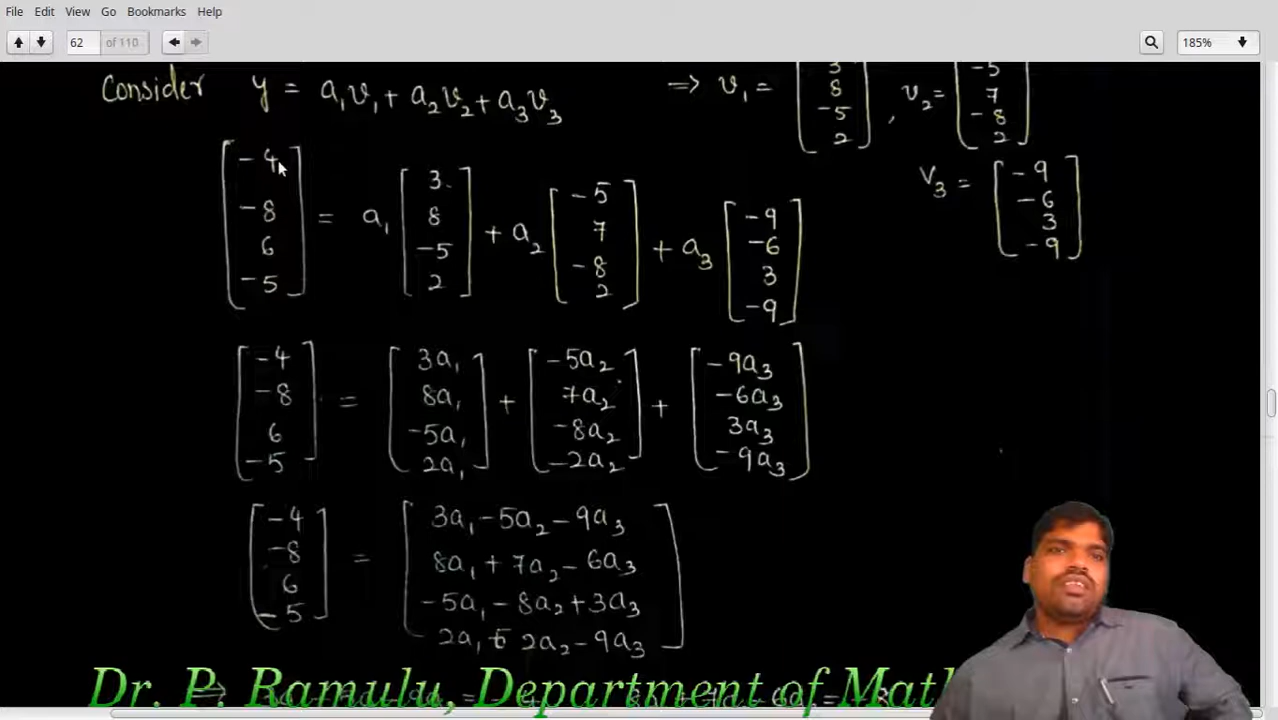 File Edit View Go Bookmarks Help
62 of 110 185%
Consider y = a₁v₁ + a₂v₂ + a₃v₃ ⇒ v₁ = [3 8 -5 2], v₂ = [-5 7 -8 2]
v₃ = [-9 -6 3 -9]
[-4 -8 6 -5] = a₁ [3 8 -5 2] + a₂ [-5 7 -8 2] + a₃ [-9 -6 3 -9]
[-4 -8 6 -5] = [3a₁ 8a₁ -5a₁ 2a₁] + [-5a₂ 7a₂ -8a₂ -2a₂] + [-9a₃ -6a₃ 3a₃ -9a₃]
[-4 -8 6 -5] =
3a₁ - 5a₂ - 9a₃
8a₁ + 7a₂ - 6a₃
-5a₁ - 8a₂ + 3a₃
2a₁ 2a₂ - 9a₃
Dr. P. Ramulu, Department of Mat